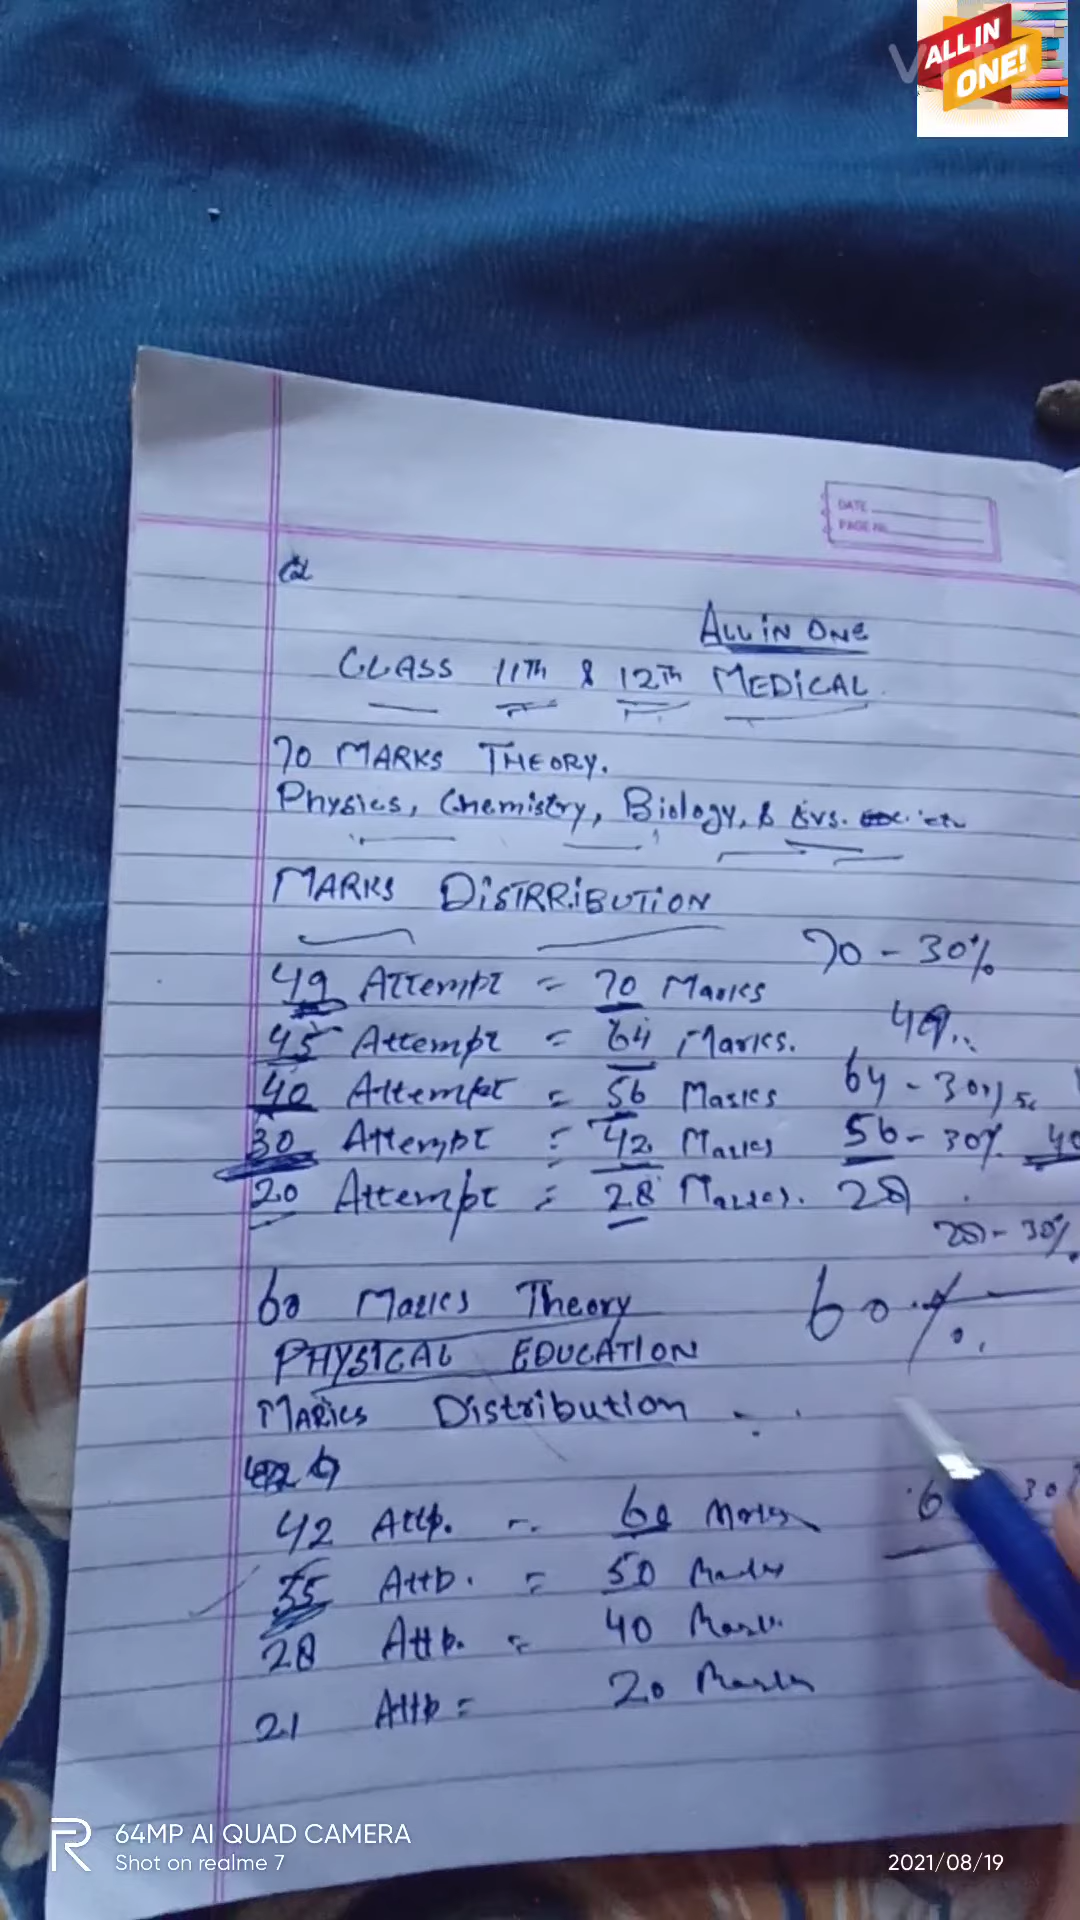 ALL IN
ONE!
DATE
PAGE NO.
ALL IN ONE
CLASS 11TH & 12TH MEDICAL
70 MARKS THEORY.
Physics, Chemistry, Biology, & Evs. etc
MARKS DISTRRIBUTION
70 - 30%
49 Attempt = 70 Marks
49..
45 Attempt = 64 Marks.
64 - 30%
40 Attempt = 56 Marks
56 - 30% 40
30 Attempt = 42 Marks
20 Attempt = 28 Marks. 28
28 - 30%
60 Marks Theory 60 %.
PHYSICAL EDUCATION
Marks Distribution
42 Attp. = 60 Marks
35 Attp. = 50 Marks
28 Attp. = 40 Mark.
21 Attp = 20 Marks
R 64MP AI QUAD CAMERA
Shot on realme 7
2021/08/19